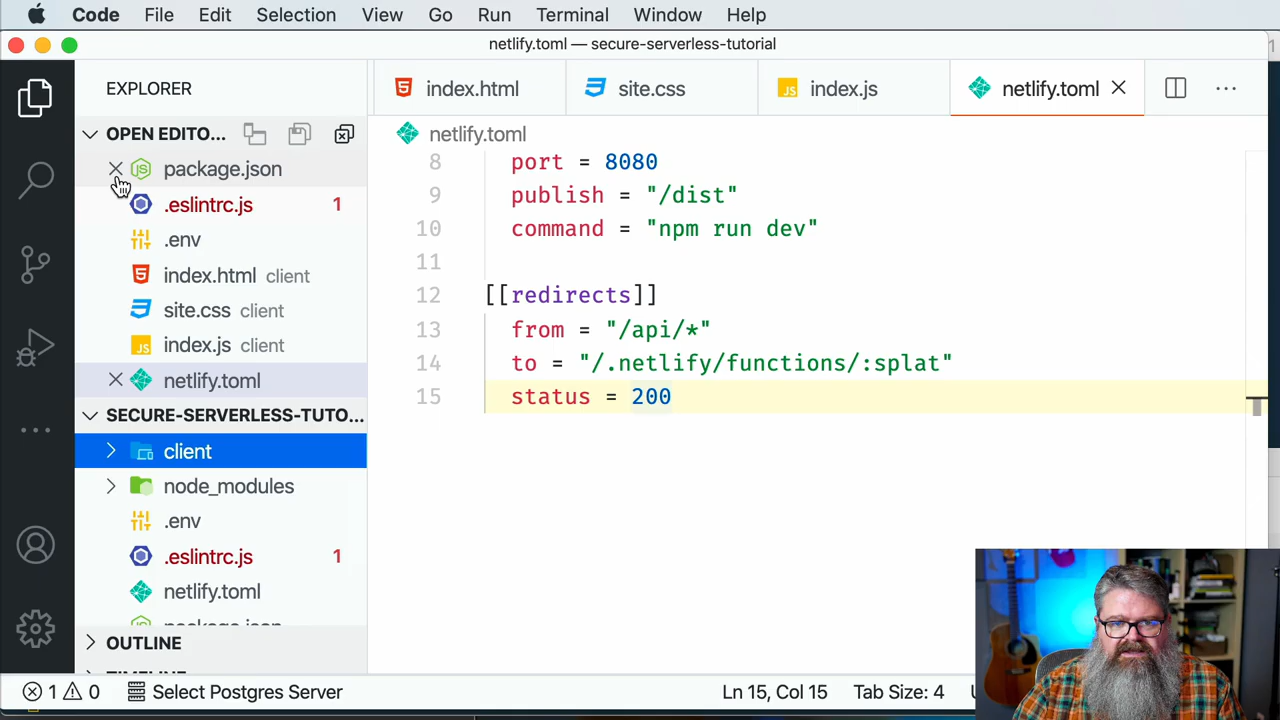 Code File Edit Selection View Go Run Terminal Window Help
netlify.toml — secure-serverless-tutorial
EXPLORER
index.html
site.css
index.js
netlify.toml
OPEN EDITO...
package.json
.eslintrc.js 1
.env
index.html client
site.css client
index.js client
netlify.toml
SECURE-SERVERLESS-TUTO...
client
node_modules
.env
.eslintrc.js 1
netlify.toml
package.json
OUTLINE
TIMELINE
netlify.toml
8 port = 8080
9 publish = "/dist"
10 command = "npm run dev"
11
12 [[redirects]]
13 from = "/api/*"
14 to = "/.netlify/functions/:splat"
15 status = 200
1 0 Select Postgres Server Ln 15, Col 15 Tab Size: 4